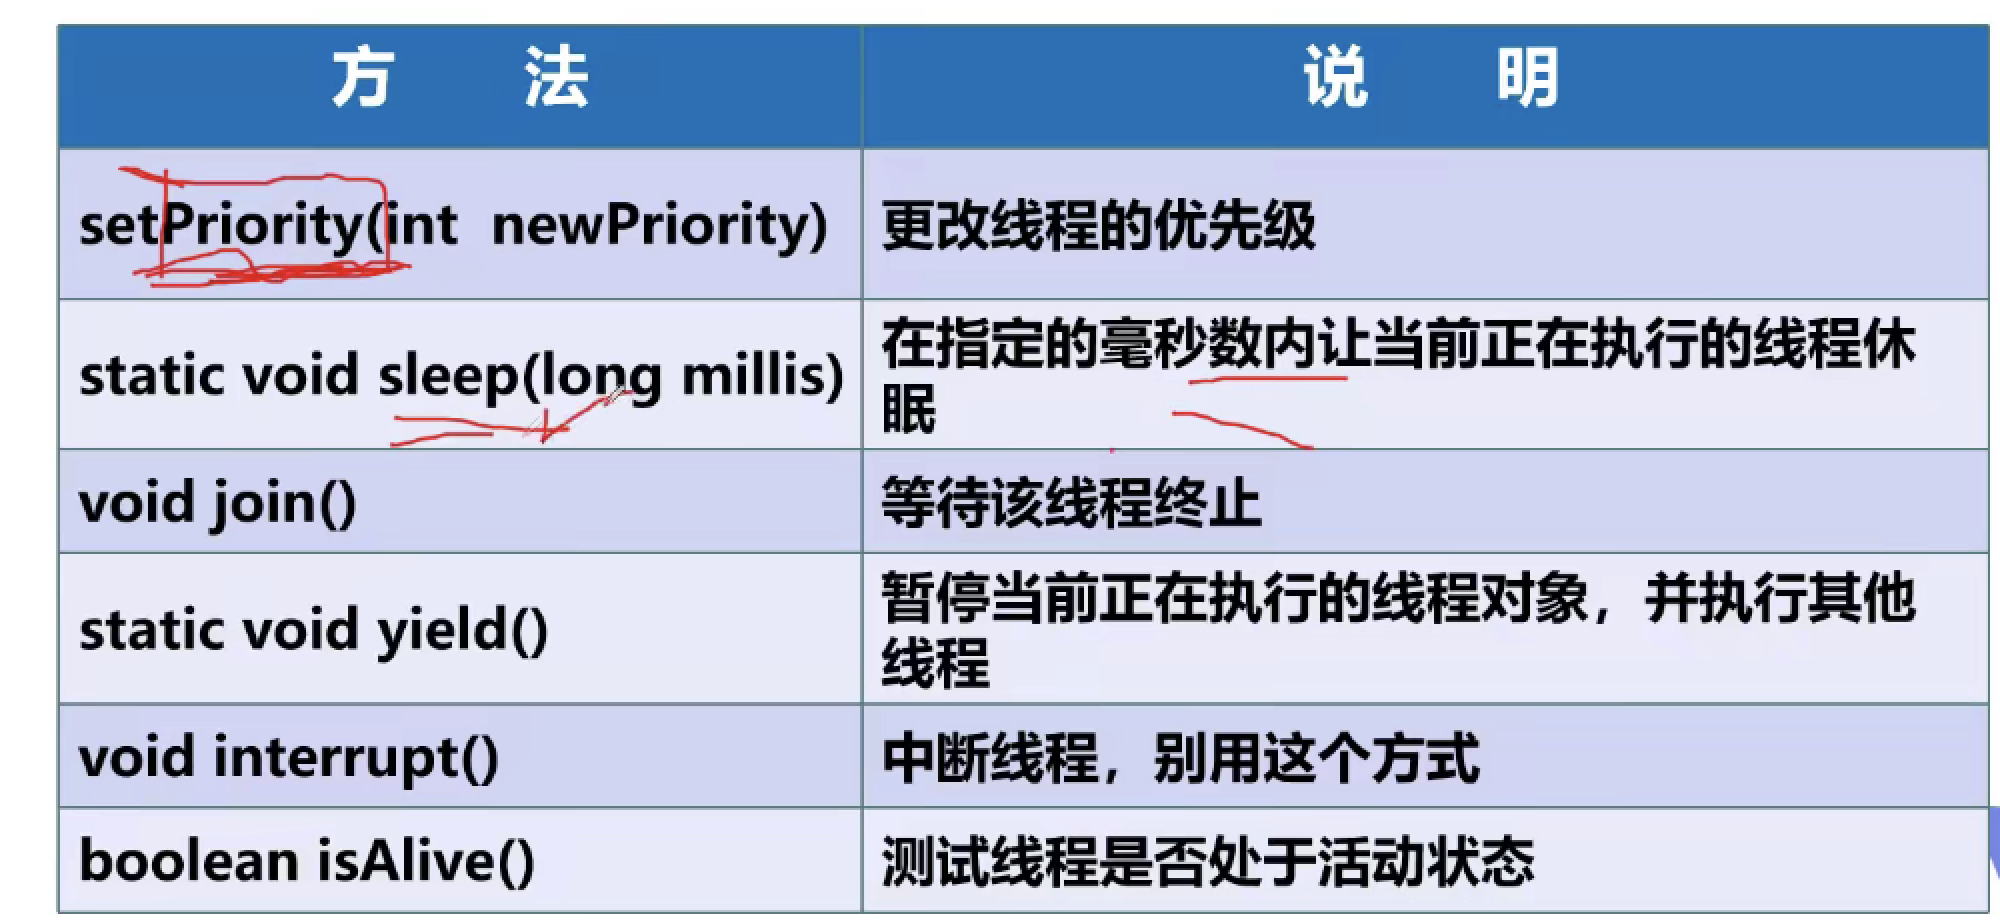 方 法
说 明
setPriority(int newPriority)
更改线程的优先级
static void sleep(long millis)
在指定的毫秒数内让当前正在执行的线程休
眠
void join()
等待该线程终止
static void yield()
暂停当前正在执行的线程对象，并执行其他
线程
void interrupt()
中断线程，别用这个方式
boolean isAlive()
测试线程是否处于活动状态